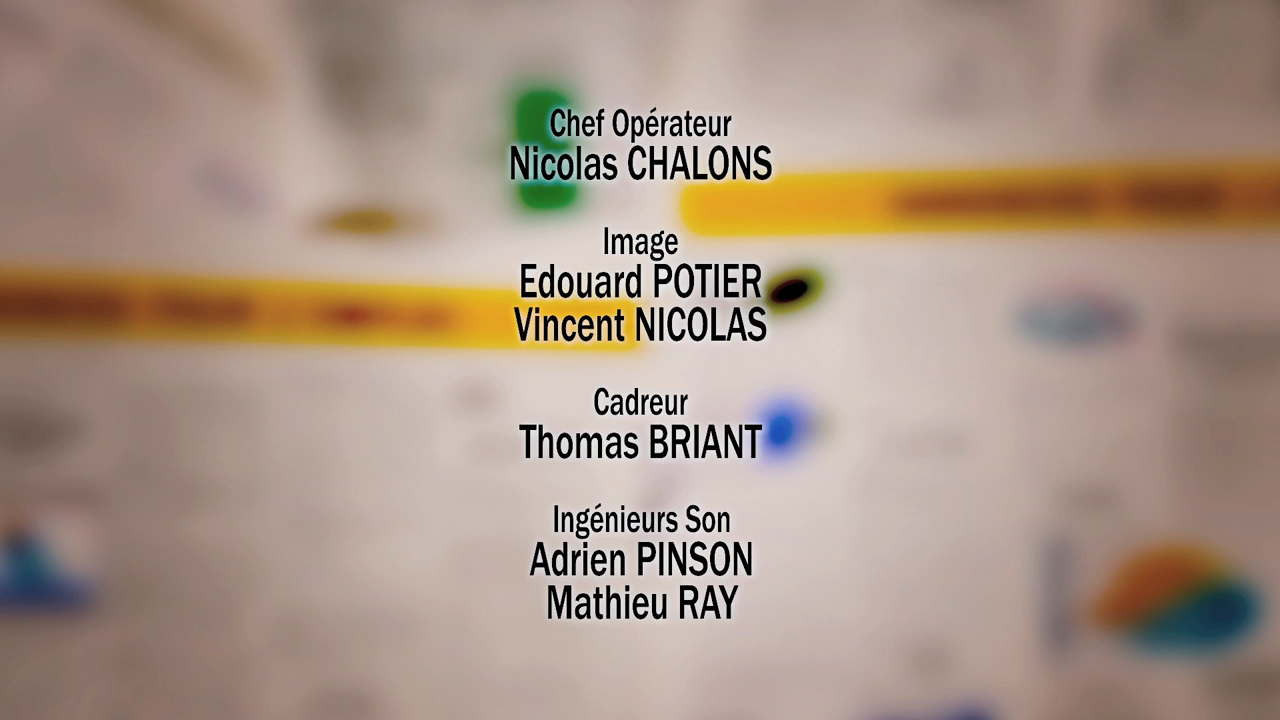 Chef Opérateur
Nicolas CHALONS
Image
Edouard POTIER
Vincent NICOLAS
Cadreur
Thomas BRIANT
Ingénieurs Son
Adrien PINSON
Mathieu RAY